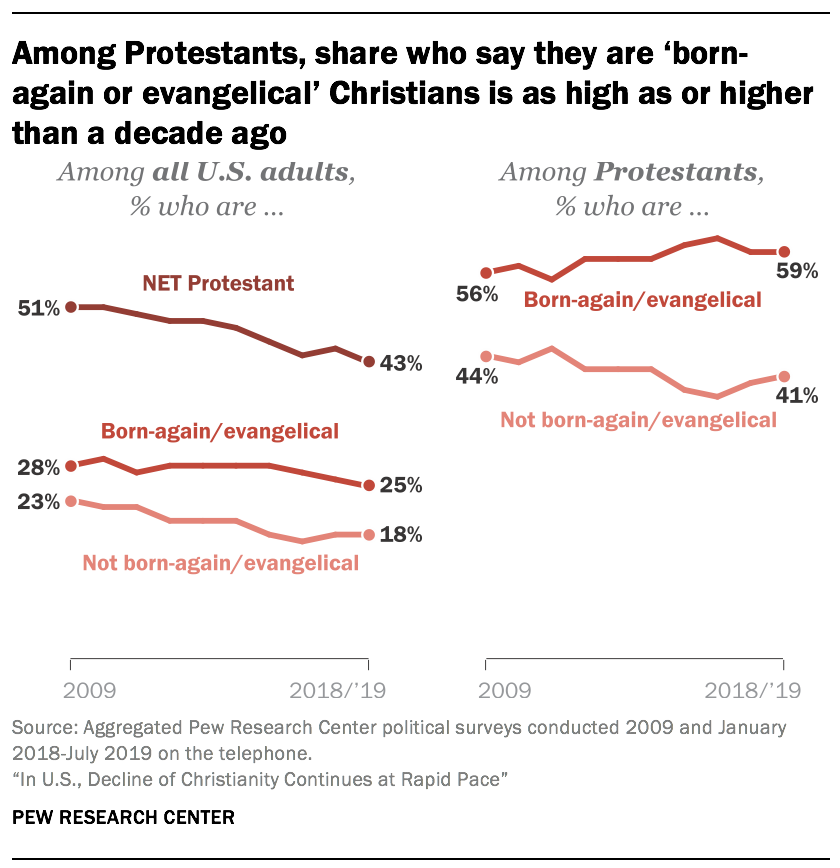 Among Protestants, share who say they are ‘born-
again or evangelical’ Christians is as high as or higher
than a decade ago
Among all U.S. adults,
% who are ...
NET Protestant
51%
43%
Born-again/evangelical
28%
25%
23%
18%
Not born-again/evangelical
2009
2018/’19
Among Protestants,
% who are ...
56%
59%
Born-again/evangelical
44%
41%
Not born-again/evangelical
2009
2018/’19
Source: Aggregated Pew Research Center political surveys conducted 2009 and January
2018-July 2019 on the telephone.
“In U.S., Decline of Christianity Continues at Rapid Pace”
PEW RESEARCH CENTER